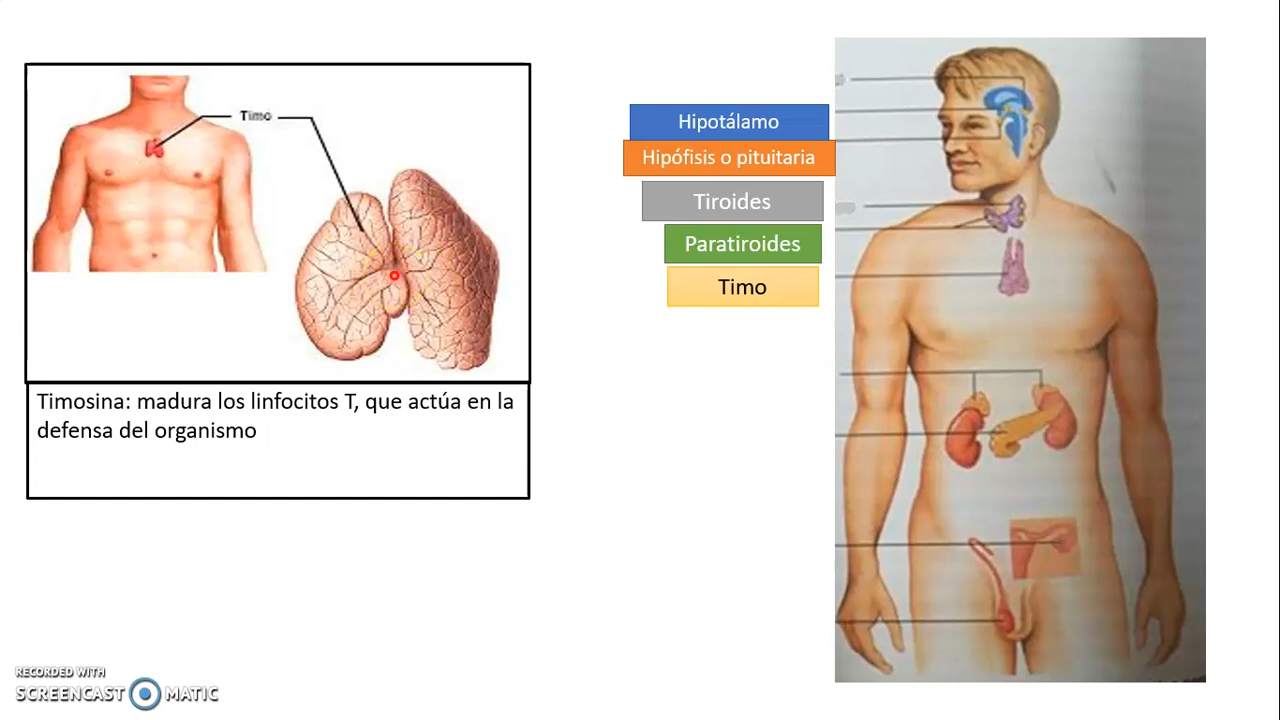 Timo
Timosina: madura los linfocitos T, que actúa en la
defensa del organismo
Hipotálamo
Hipófisis o pituitaria
Tiroides
Paratiroides
Timo
RECORDED WITH
SCREENCAST MATIC